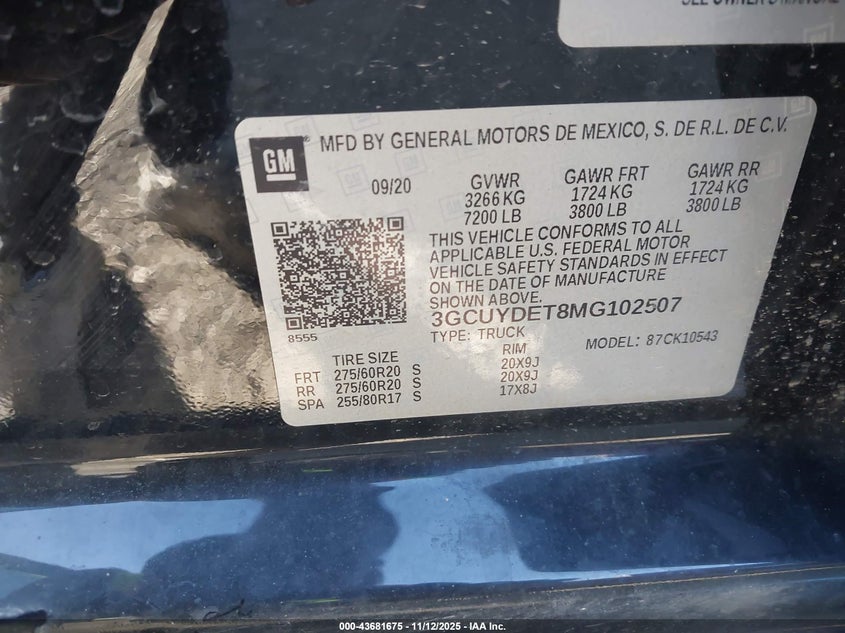 SEE OWNER'S MANUAL
GM
MFD BY GENERAL MOTORS DE MEXICO, S. DE R.L. DE C.V.
09/20 GVWR GAWR FRT GAWR RR
3266 KG 1724 KG 1724 KG
7200 LB 3800 LB 3800 LB
THIS VEHICLE CONFORMS TO ALL
APPLICABLE U.S. FEDERAL MOTOR
VEHICLE SAFETY STANDARDS IN EFFECT
ON THE DATE OF MANUFACTURE
SHOWN ABOVE.
3GCUYDET8MG102507
8555 TYPE: TRUCK MODEL: 87CK10543
TIRE SIZE RIM
FRT 275/60R20 S 20X9J
RR 275/60R20 S 20X9J
SPA 255/80R17 S 17X8J
000-43681675 - 11/12/2025 - IAA Inc.